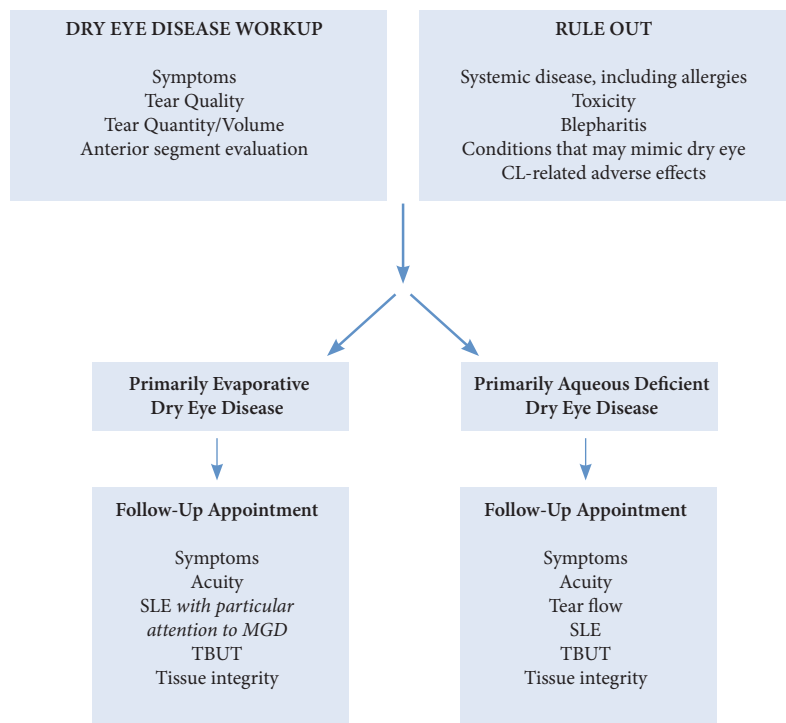 DRY EYE DISEASE WORKUP
Symptoms
Tear Quality
Tear Quantity/Volume
Anterior segment evaluation
RULE OUT
Systemic disease, including allergies
Toxicity
Blepharitis
Conditions that may mimic dry eye
CL-related adverse effects
Primarily Evaporative
Dry Eye Disease
Primarily Aqueous Deficient
Dry Eye Disease
Follow-Up Appointment
Symptoms
Acuity
SLE with particular
attention to MGD
TBUT
Tissue integrity
Follow-Up Appointment
Symptoms
Acuity
Tear flow
SLE
TBUT
Tissue integrity